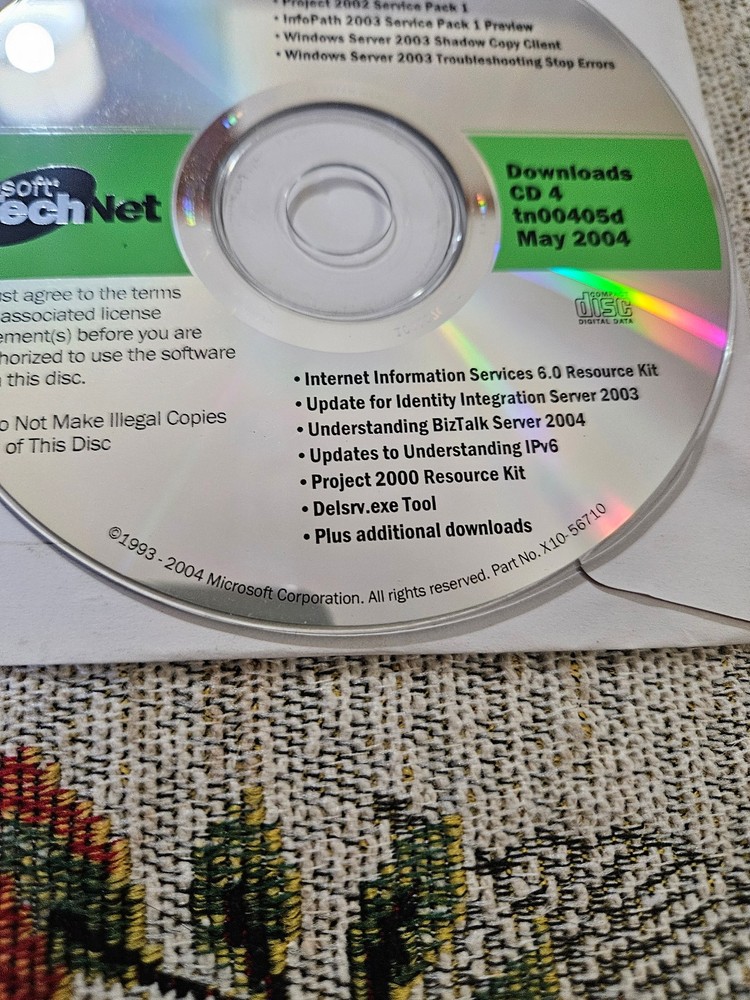 • Project 2002 Service Pack 1
• InfoPath 2003 Service Pack 1 Preview
• Windows Server 2003 Shadow Copy Client
• Windows Server 2003 Troubleshooting Stop Errors
soft®
echNet
Downloads
CD 4
tn00405d
May 2004
COMPACT
disc
DIGITAL DATA
ust agree to the terms
associated license
ement(s) before you are
horized to use the software
this disc.
o Not Make Illegal Copies
of This Disc
• Internet Information Services 6.0 Resource Kit
• Update for Identity Integration Server 2003
• Understanding BizTalk Server 2004
• Updates to Understanding IPv6
• Project 2000 Resource Kit
• Delsrv.exe Tool
• Plus additional downloads
©1993 - 2004 Microsoft Corporation. All rights reserved. Part No. X10-56710